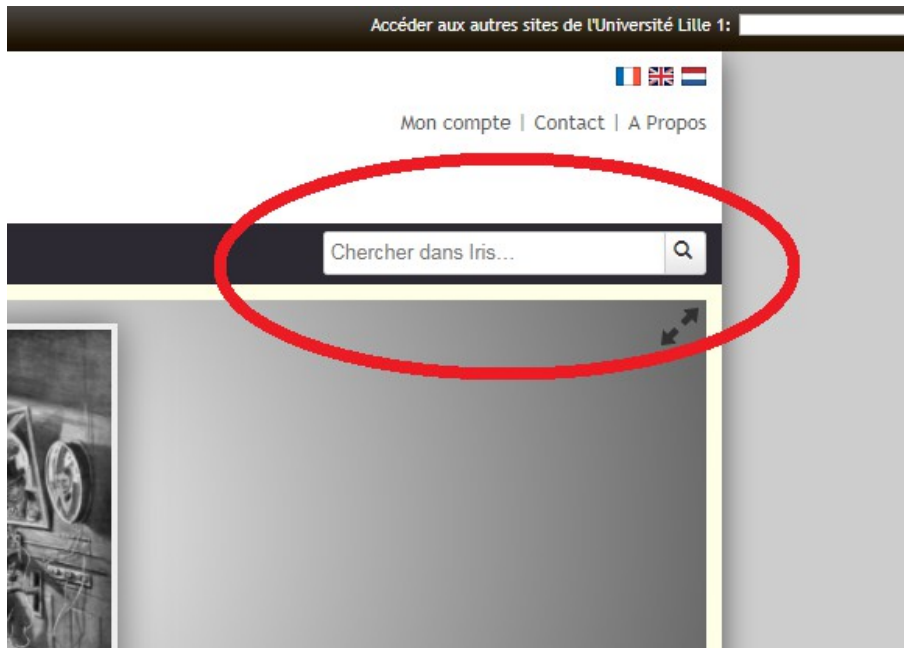 Accéder aux autres sites de l'Université Lille 1:
Mon compte | Contact | A Propos
Chercher dans Iris...